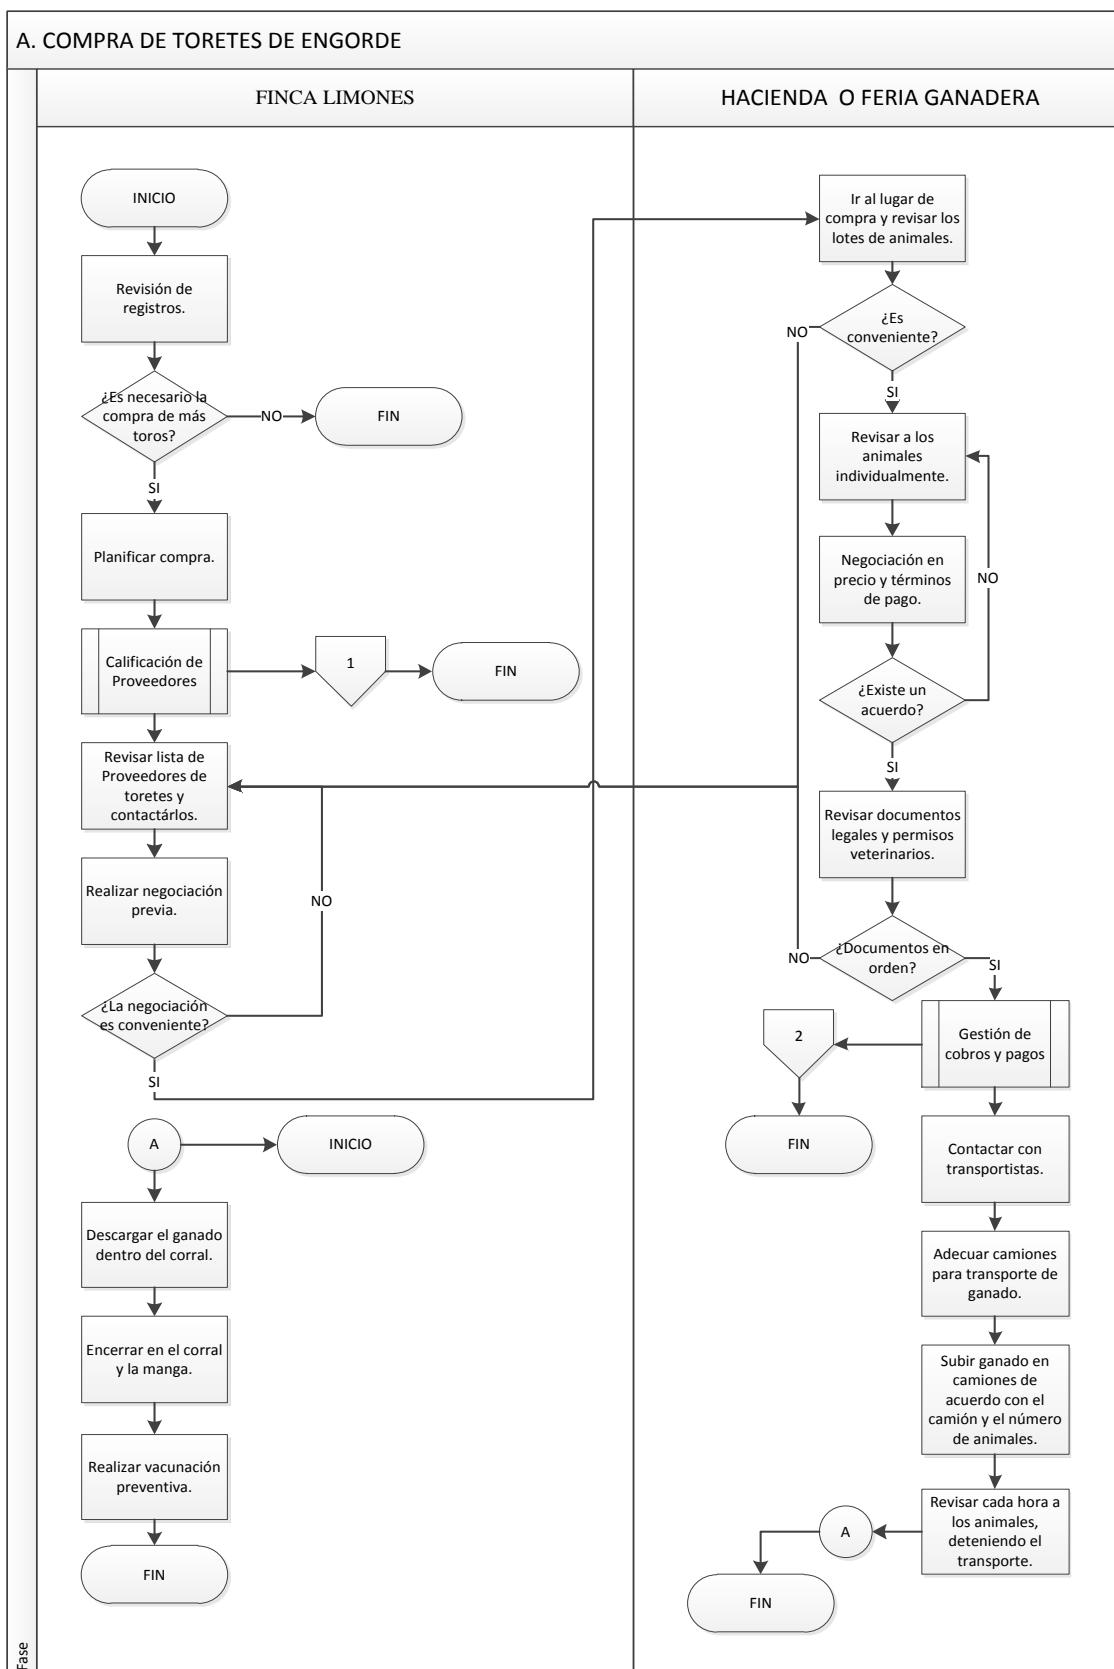 A. COMPRA DE TORETES DE ENGORDE
FINCA LIMONES
HACIENDA O FERIA GANADERA
INICIO
Revisión de
registros.
¿Es necesario la
compra de más
toros?
NO
FIN
SI
Planificar compra.
Calificación de
Proveedores
1
FIN
Revisar lista de
Proveedores de
toretes y
contactárlos.
Realizar negociación
previa.
NO
¿La negociación
es conveniente?
SI
A
INICIO
Descargar el ganado
dentro del corral.
Encerrar en el corral
y la manga.
Realizar vacunación
preventiva.
FIN
Ir al lugar de
compra y revisar los
lotes de animales.
¿Es
conveniente?
NO
SI
Revisar a los
animales
individualmente.
Negociación en
precio y términos
de pago.
NO
¿Existe un
acuerdo?
SI
Revisar documentos
legales y permisos
veterinarios.
¿Documentos en
orden?
NO
SI
Gestión de
cobros y pagos
2
FIN
Contactar con
transportistas.
Adecuar camiones
para transporte de
ganado.
Subir ganado en
camiones de
acuerdo con el
camión y el número
de animales.
Revisar cada hora a
los animales,
deteniendo el
transporte.
A
FIN
Fase